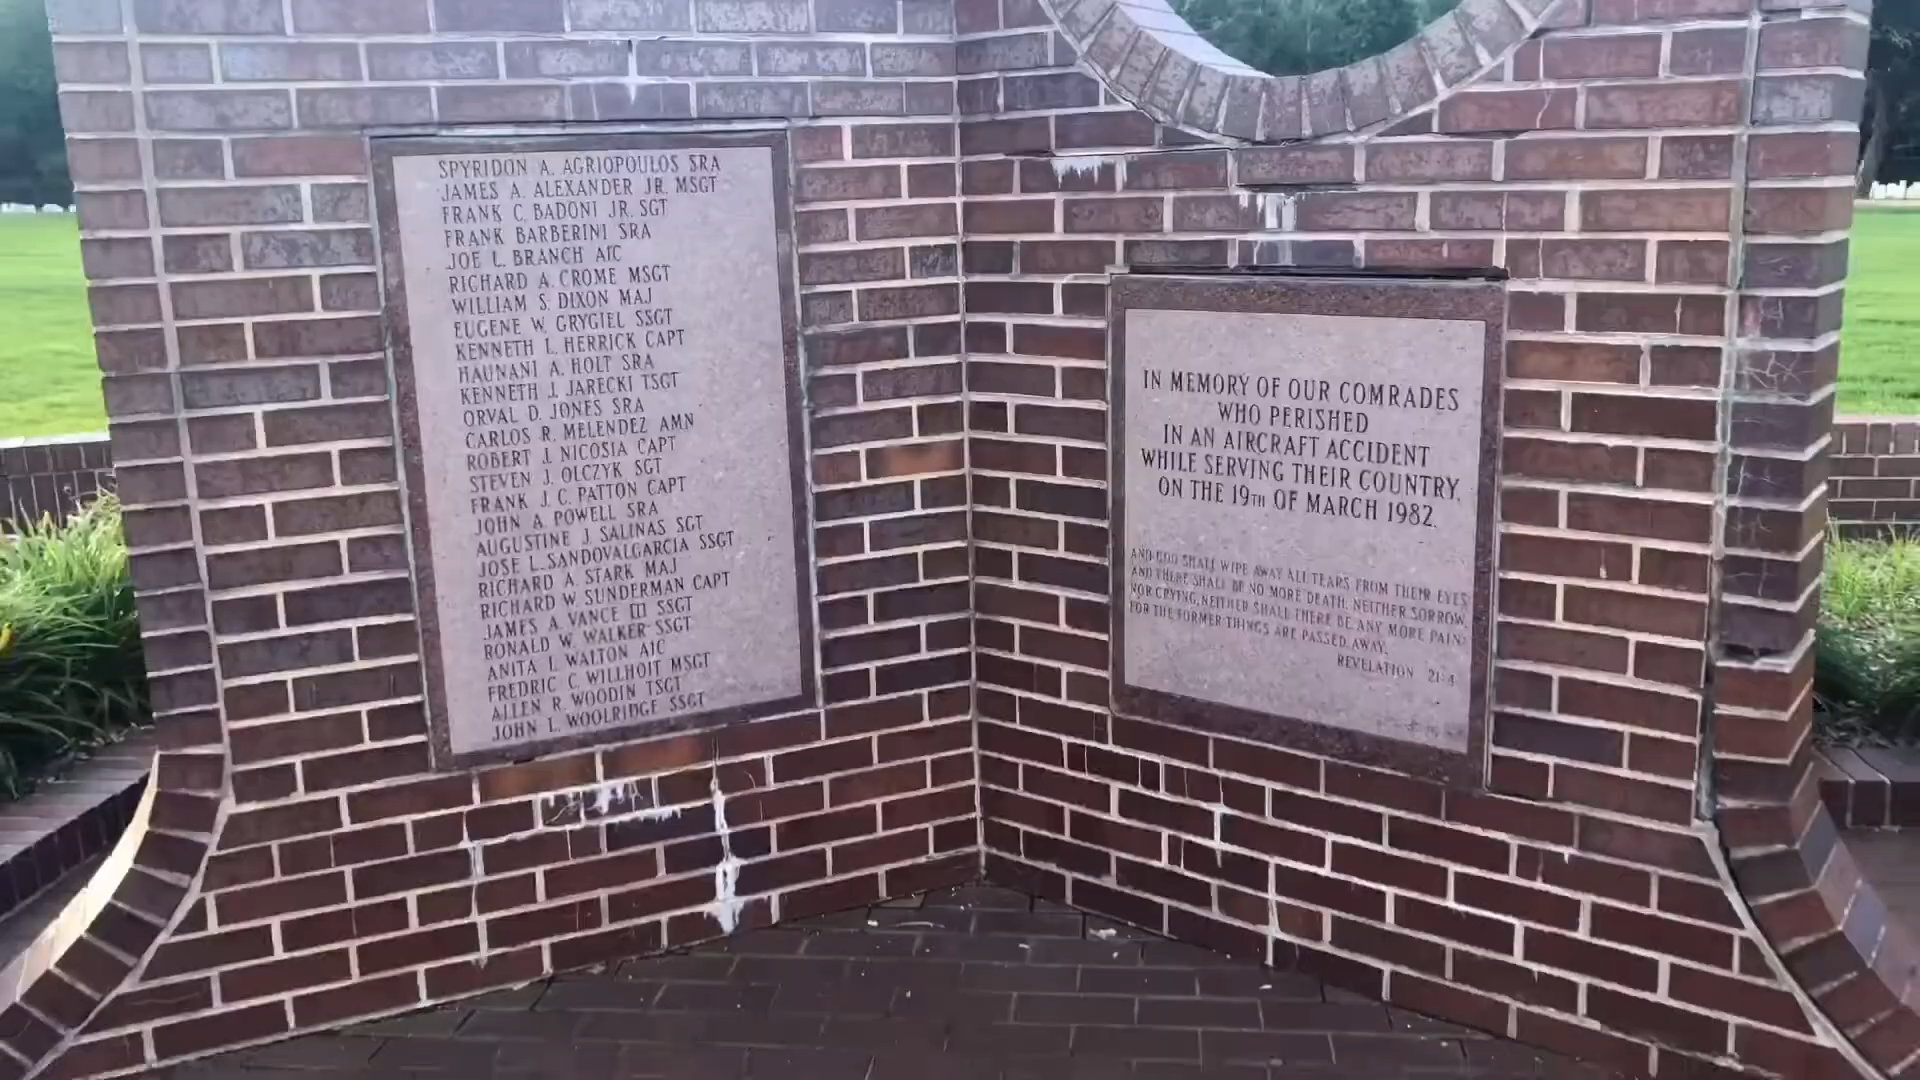 SPYRIDON A. AGRIOPOULOS SRA
JAMES A. ALEXANDER JR. MSGT
FRANK C. BADONI JR. SGT
FRANK BARBERINI SRA
JOE L. BRANCH A1C
RICHARD A. CROME MSGT
WILLIAM S. DIXON MAJ
EUGENE W. GRYGIEL SSGT
KENNETH L. HERRICK CAPT
HAUNANI A. HOLT SRA
KENNETH J. JARECKI TSGT
ORVAL D. JONES SRA
CARLOS R. MELENDEZ AMN
ROBERT J. NICOSIA CAPT
STEVEN J. OLCZYK SGT
FRANK J.C. PATTON CAPT
JOHN A. POWELL SRA
AUGUSTINE J. SALINAS SGT
JOSE L. SANDOVALGARCIA SSGT
RICHARD A. STARK MAJ
RICHARD W. SUNDERMAN CAPT
JAMES A. VANCE III SSGT
RONALD W. WALKER SSGT
ANITA L. WALTON A1C
FREDRIC C. WILLHOIT MSGT
ALLEN R. WOODIN TSGT
JOHN L. WOOLRIDGE SSGT
IN MEMORY OF OUR COMRADES
WHO PERISHED
IN AN AIRCRAFT ACCIDENT
WHILE SERVING THEIR COUNTRY,
ON THE 19TH OF MARCH 1982.
AND GOD SHALL WIPE AWAY ALL TEARS FROM THEIR EYES;
AND THERE SHALL BE NO MORE DEATH, NEITHER SORROW,
NOR CRYING, NEITHER SHALL THERE BE ANY MORE PAIN:
FOR THE FORMER THINGS ARE PASSED AWAY.
REVELATION 21:4